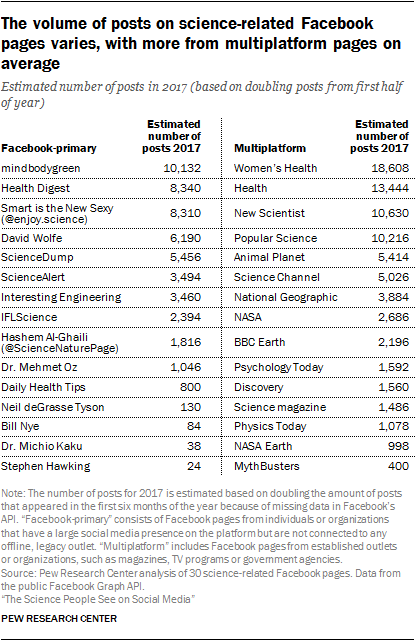 The volume of posts on science-related Facebook
pages varies, with more from multiplatform pages on
average
Estimated number of posts in 2017 (based on doubling posts from first half
of year)
Facebook-primary Estimated number of posts 2017 Multiplatform Estimated number of posts 2017
mindbodygreen 10,132 Women's Health 18,608
Health Digest 8,340 Health 13,444
Smart is the New Sexy (@enjoy.science) 8,310 New Scientist 10,630
David Wolfe 6,190 Popular Science 10,216
ScienceDump 5,456 Animal Planet 5,414
ScienceAlert 3,494 Science Channel 5,026
Interesting Engineering 3,460 National Geographic 3,884
IFLScience 2,394 NASA 2,686
Hashem Al-Ghaili (@ScienceNaturePage) 1,816 BBC Earth 2,196
Dr. Mehmet Oz 1,046 Psychology Today 1,592
Daily Health Tips 800 Discovery 1,560
Neil deGrasse Tyson 130 Science magazine 1,486
Bill Nye 84 Physics Today 1,078
Dr. Michio Kaku 38 NASA Earth 998
Stephen Hawking 24 MythBusters 400
Note: The number of posts for 2017 is estimated based on doubling the amount of posts
that appeared in the first six months of the year because of missing data in Facebook's
API. “Facebook-primary” consists of Facebook pages from individuals or organizations
that have a large social media presence on the platform but are not connected to any
offline, legacy outlet. “Multiplatform” includes Facebook pages from established outlets
or organizations, such as magazines, TV programs or government agencies.
Source: Pew Research Center analysis of 30 science-related Facebook pages. Data from
the public Facebook Graph API.
“The Science People See on Social Media”
PEW RESEARCH CENTER